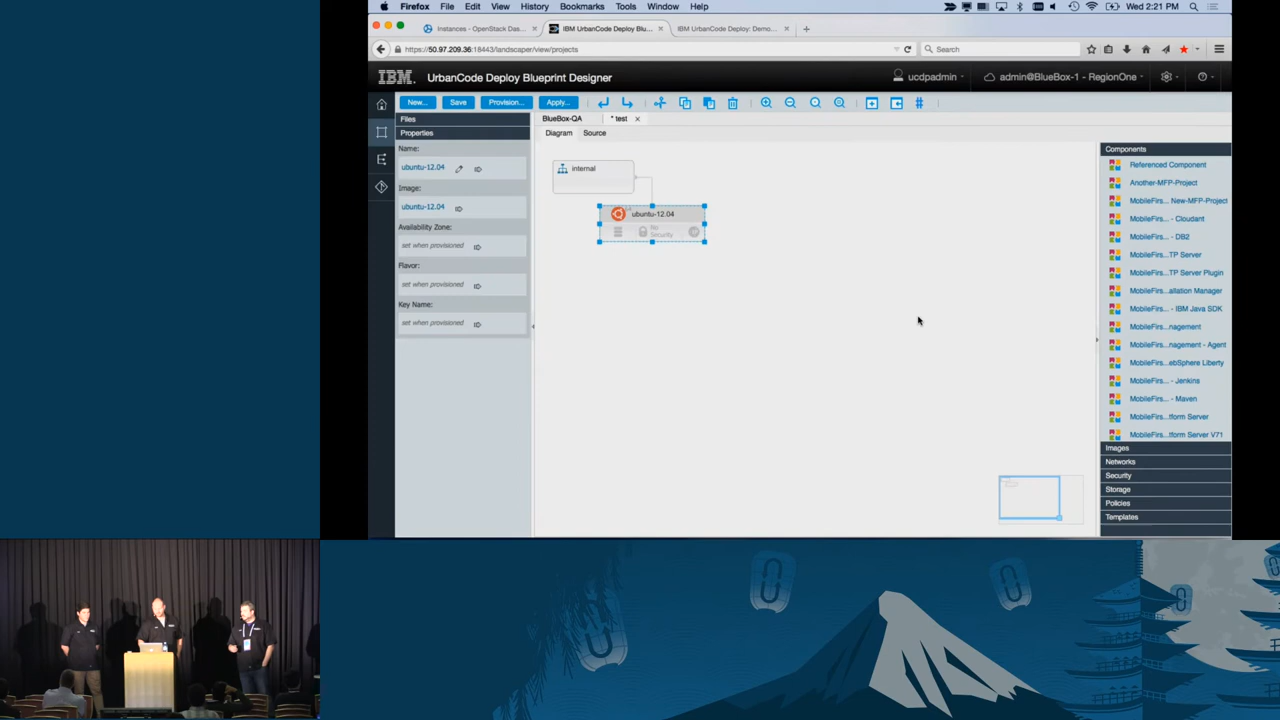 Firefox File Edit View History Bookmarks Tools Window Help Wed 2:21 PM
Instances - OpenStack Das... IBM UrbanCode Deploy Blu... IBM UrbanCode Deploy: Demo...
https://50.97.209.36:18443/landscaper/view/projects Search
IBM. UrbanCode Deploy Blueprint Designer ucdpadmin admin@BlueBox-1 - RegionOne
New... Save Provision... Apply...
Files
Properties
Name:
ubuntu-12.04
Image:
ubuntu-12.04
Availability Zone:
set when provisioned
Flavor:
set when provisioned
Key Name:
set when provisioned
BlueBox-QA * test
Diagram Source
internal
ubuntu-12.04
No Security
Components
Referenced Component
Another-MFP-Project
MobileFirs... New-MFP-Project
MobileFirs... - Cloudant
MobileFirs... - DB2
MobileFirs...TP Server
MobileFirs...TP Server Plugin
MobileFirs...allation Manager
MobileFirs... - IBM Java SDK
MobileFirs...nagement
MobileFirs...nagement - Agent
MobileFirs...ebSphere Liberty
MobileFirs... - Jenkins
MobileFirs... - Maven
MobileFirs...tform Server
MobileFirs...tform Server V71
Images
Networks
Security
Storage
Policies
Templates